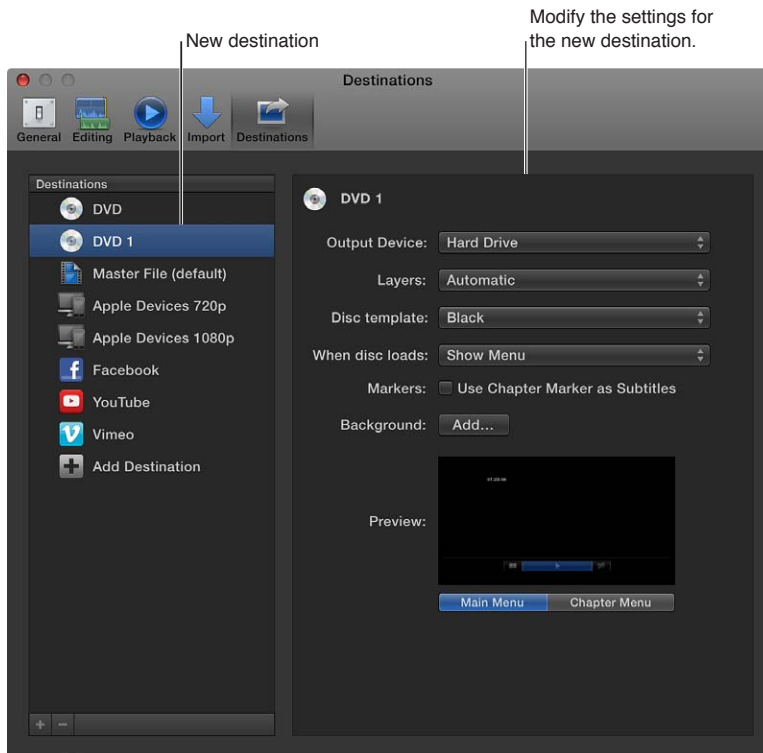 Modify the settings for
the new destination.
New destination
Destinations
General Editing Playback Import Destinations
Destinations
DVD
DVD 1
Master File (default)
Apple Devices 720p
Apple Devices 1080p
Facebook
YouTube
Vimeo
Add Destination
DVD 1
Output Device: Hard Drive
Layers: Automatic
Disc template: Black
When disc loads: Show Menu
Markers: Use Chapter Marker as Subtitles
Background: Add...
Preview:
Main Menu Chapter Menu